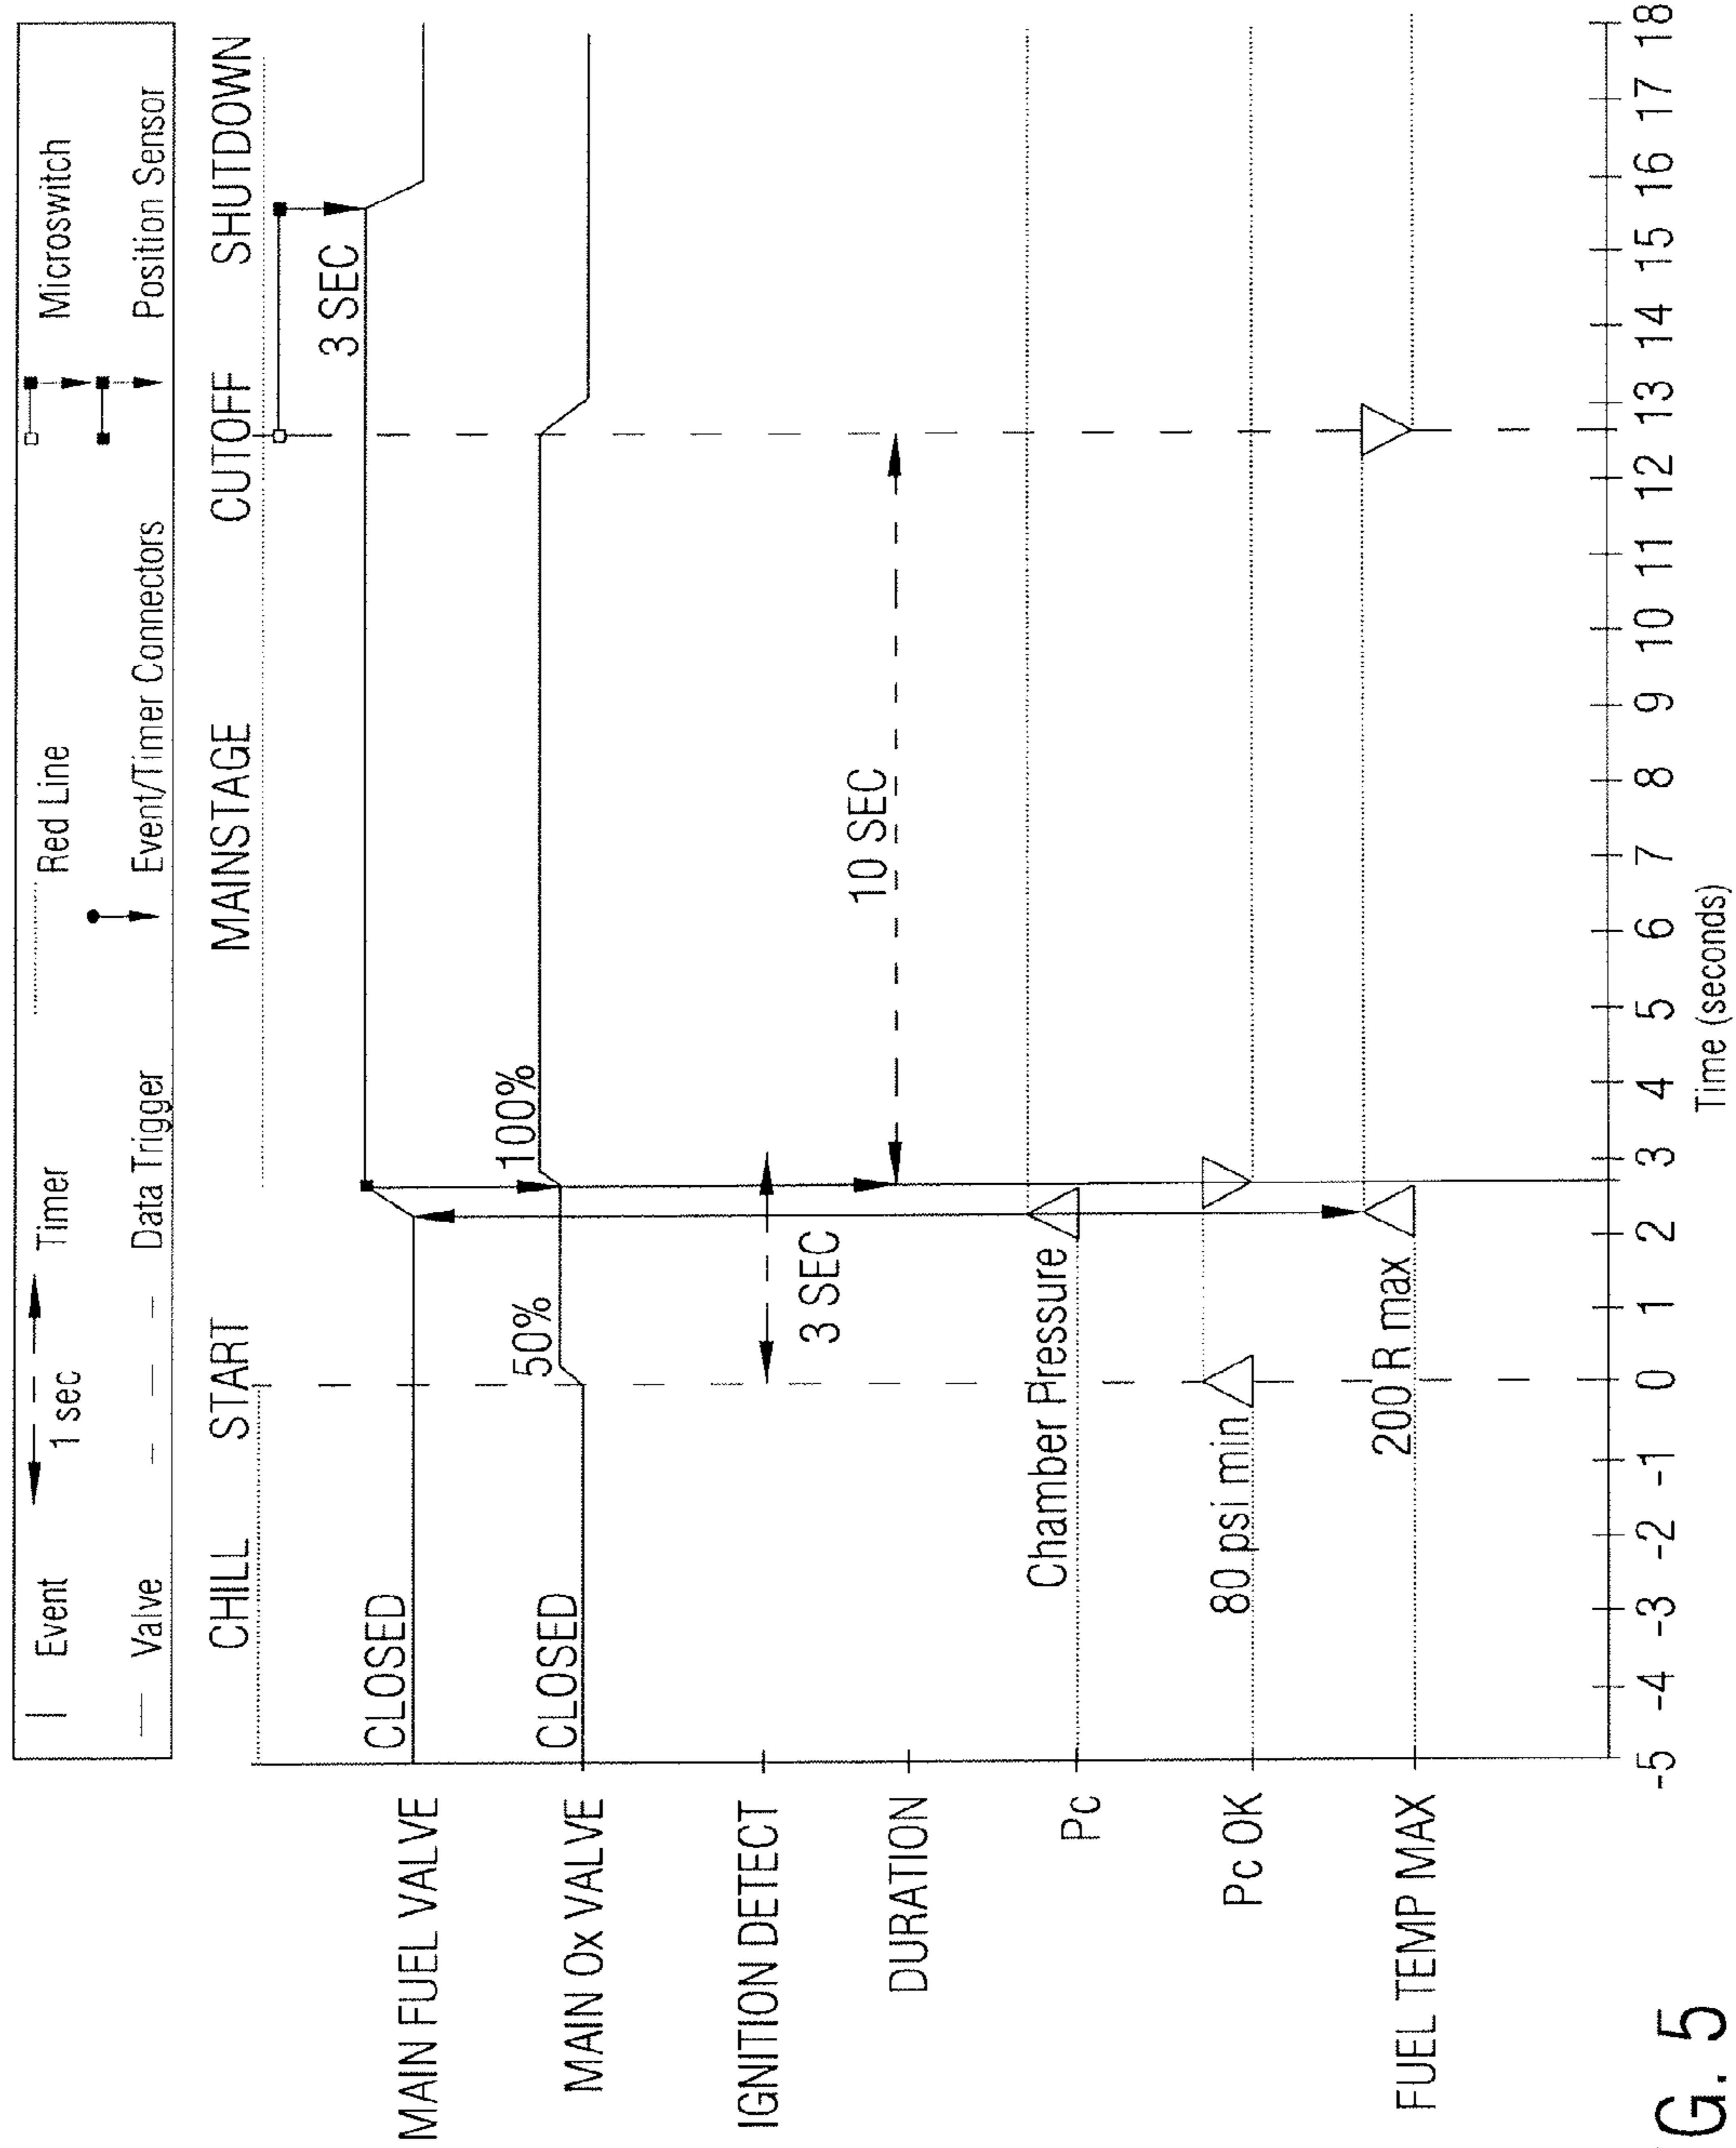 Event
1 sec
Timer
Red Line
Microswitch
Valve
Data Trigger
Event/Timer Connectors
Position Sensor
CHILL
START
MAINSTAGE
CUTOFF
SHUTDOWN
MAIN FUEL VALVE
CLOSED
3 SEC
MAIN Ox VALVE
CLOSED
50%
100%
IGNITION DETECT
3 SEC
DURATION
10 SEC
Pc
Chamber Pressure
Pc OK
80 psi min
FUEL TEMP MAX
200 R max
-5 -4 -3 -2 -1 0 1 2 3 4 5 6 7 8 9 10 11 12 13 14 15 16 17 18
Time (seconds)
G. 5